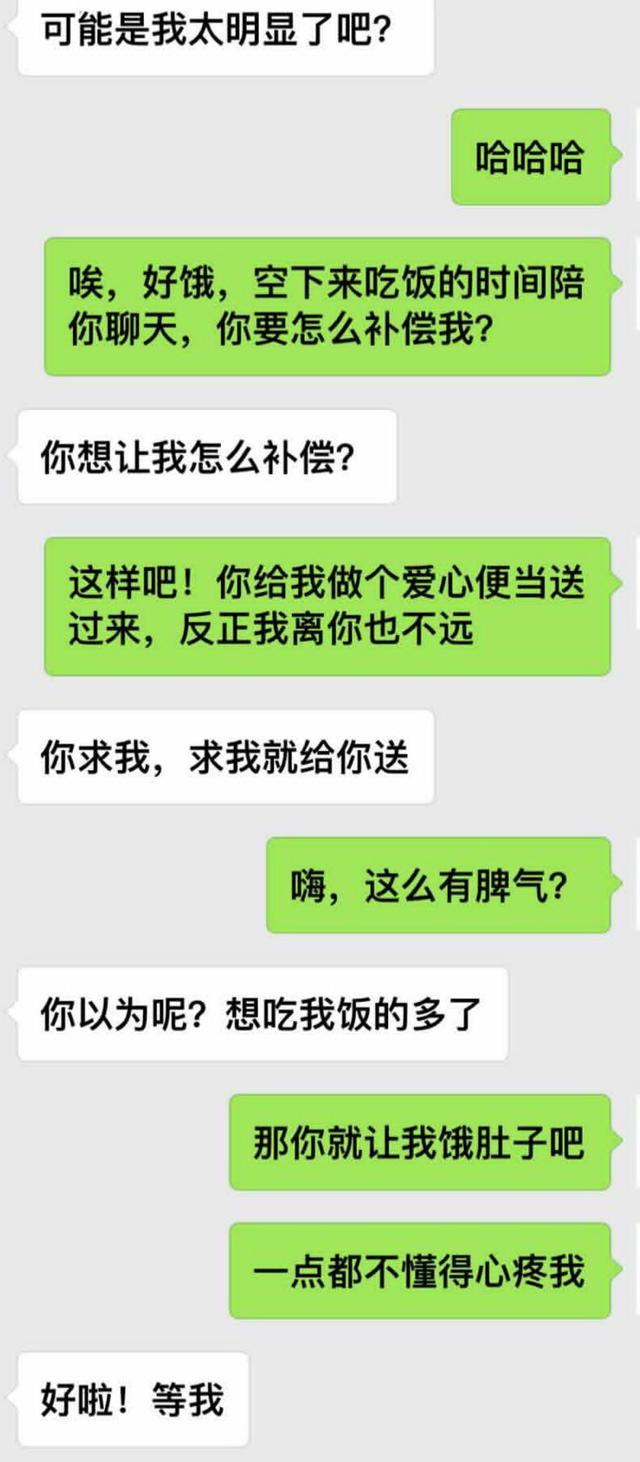 可能是我太明显了吧？
哈哈哈
唉，好饿，空下来吃饭的时间陪
你聊天，你要怎么补偿我？
你想让我怎么补偿？
这样吧！你给我做个爱心便当送
过来，反正我离你也不远
你求我，求我就给你送
嗨，这么有脾气？
你以为呢？想吃我饭的多了
那你就让我饿肚子吧
一点都不懂得心疼我
好啦！等我